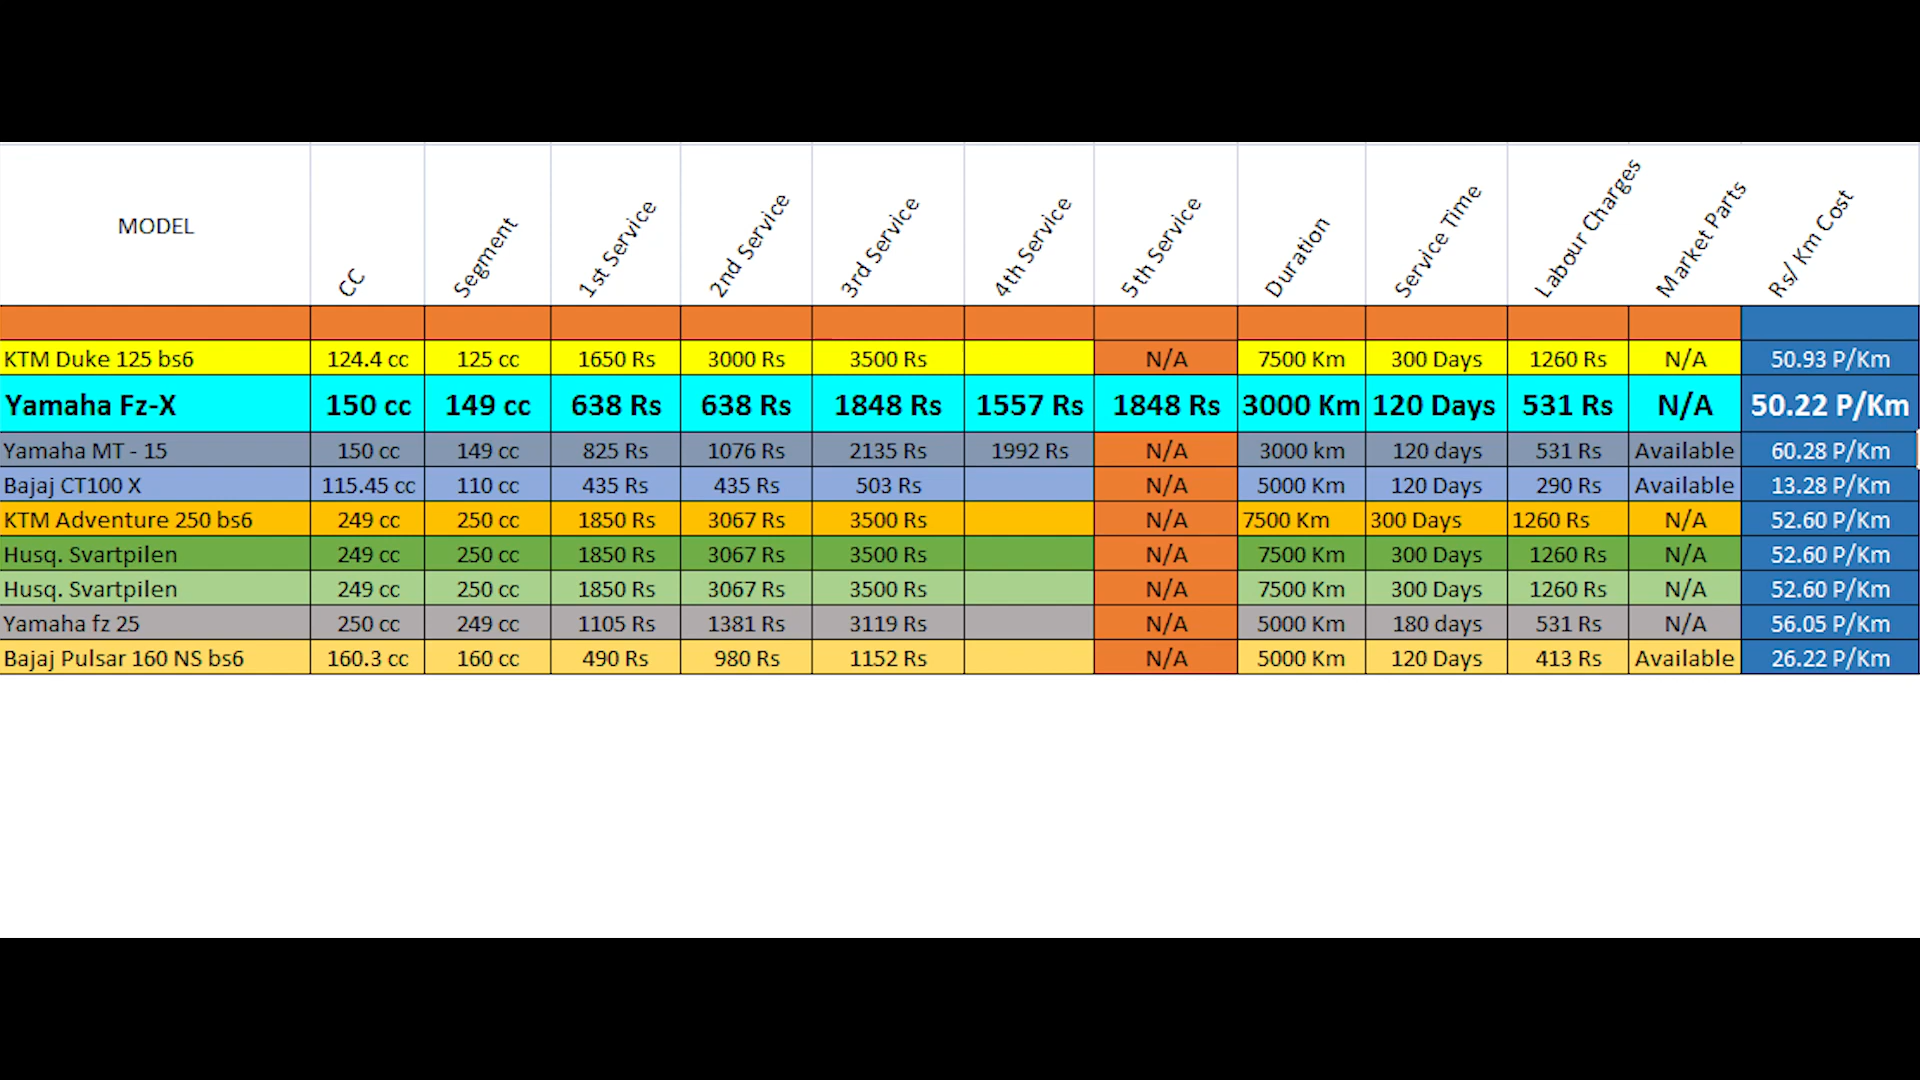 MODEL CC Segment 1st Service 2nd Service 3rd Service 4th Service 5th Service Duration Service Time Labour Charges Market Parts Rs/ Km Cost
KTM Duke 125 bs6 124.4 cc 125 cc 1650 Rs 3000 Rs 3500 Rs N/A 7500 Km 300 Days 1260 Rs N/A 50.93 P/Km
Yamaha Fz-X 150 cc 149 cc 638 Rs 638 Rs 1848 Rs 1557 Rs 1848 Rs 3000 Km 120 Days 531 Rs N/A 50.22 P/Km
Yamaha MT - 15 150 cc 149 cc 825 Rs 1076 Rs 2135 Rs 1992 Rs N/A 3000 km 120 days 531 Rs Available 60.28 P/Km
Bajaj CT100 X 115.45 cc 110 cc 435 Rs 435 Rs 503 Rs N/A 5000 Km 120 Days 290 Rs Available 13.28 P/Km
KTM Adventure 250 bs6 249 cc 250 cc 1850 Rs 3067 Rs 3500 Rs N/A 7500 Km 300 Days 1260 Rs N/A 52.60 P/Km
Husq. Svartpilen 249 cc 250 cc 1850 Rs 3067 Rs 3500 Rs N/A 7500 Km 300 Days 1260 Rs N/A 52.60 P/Km
Husq. Svartpilen 249 cc 250 cc 1850 Rs 3067 Rs 3500 Rs N/A 7500 Km 300 Days 1260 Rs N/A 52.60 P/Km
Yamaha fz 25 250 cc 249 cc 1105 Rs 1381 Rs 3119 Rs N/A 5000 Km 180 days 531 Rs N/A 56.05 P/Km
Bajaj Pulsar 160 NS bs6 160.3 cc 160 cc 490 Rs 980 Rs 1152 Rs N/A 5000 Km 120 Days 413 Rs Available 26.22 P/Km